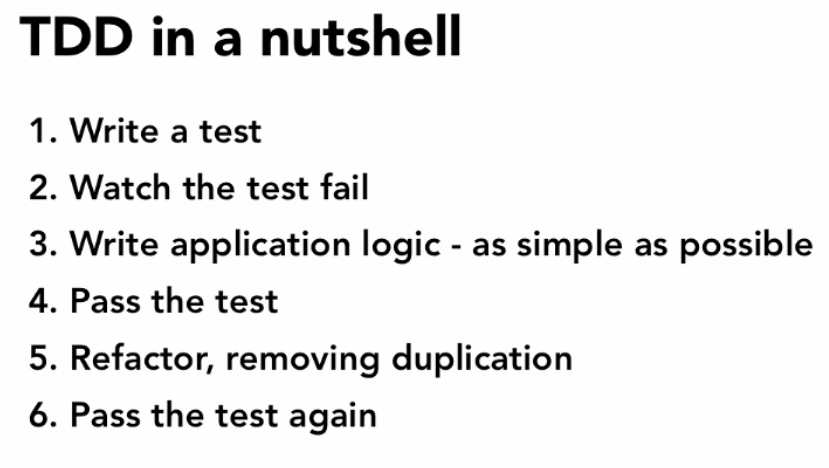 TDD in a nutshell
1. Write a test
2. Watch the test fail
3. Write application logic - as simple as possible
4. Pass the test
5. Refactor, removing duplication
6. Pass the test again